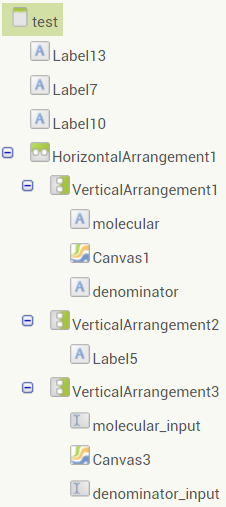 test
Label13
Label7
Label10
HorizontalArrangement1
VerticalArrangement1
molecular
Canvas1
denominator
VerticalArrangement2
Label5
VerticalArrangement3
molecular_input
Canvas3
denominator_input